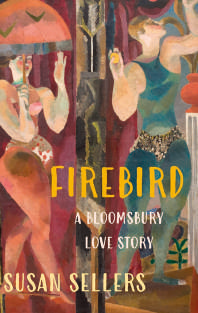 FIREBIRD
A BLOOMSBURY
LOVE STORY
SUSAN SELLERS